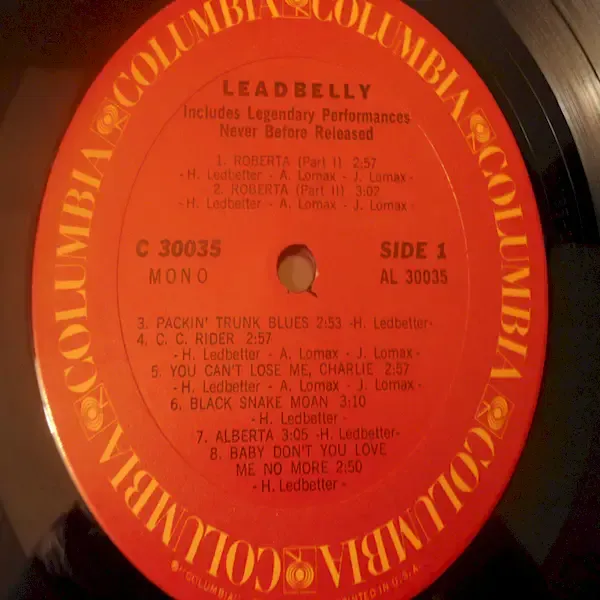 COLUMBIA COLUMBIA COLUMBIA COLUMBIA COLUMBIA COLUMBIA
LEADBELLY
Includes Legendary Performances
Never Before Released
1. ROBERTA (Part I) 2:57
- H. Ledbetter - A. Lomax - J. Lomax -
2. ROBERTA (Part II) 3:02
- H. Ledbetter - A. Lomax - J. Lomax -
C 30035
SIDE 1
MONO
AL 30035
3. PACKIN' TRUNK BLUES 2:53 -H. Ledbetter-
4. C. C. RIDER 2:57
- H. Ledbetter - A. Lomax - J. Lomax -
5. YOU CAN'T LOSE ME, CHARLIE 2:57
- H. Ledbetter - A. Lomax - J. Lomax -
6. BLACK SNAKE MOAN 3:10
- H. Ledbetter -
7. ALBERTA 3:05 -H. Ledbetter-
8. BABY DON'T YOU LOVE
ME NO MORE 2:50
- H. Ledbetter -
PRINTED IN U.S.A.